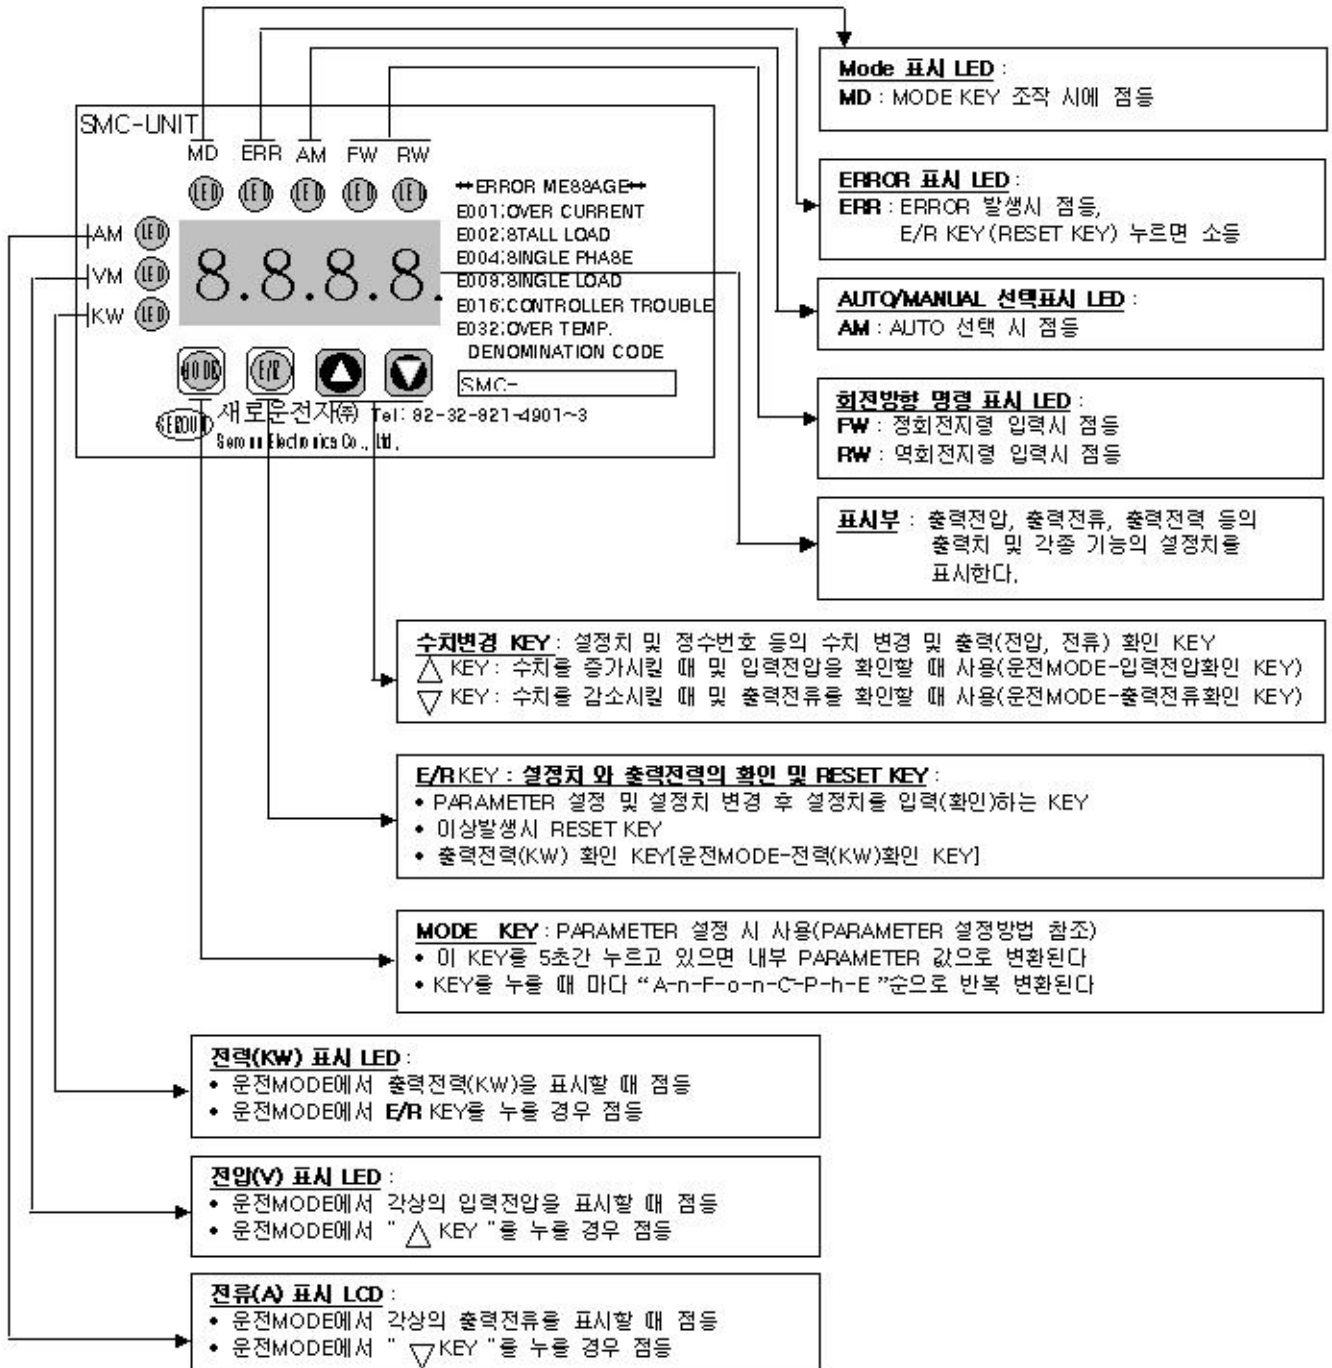 Mode 표시 LED :
MD : MODE KEY 조작 시에 점등
SMC-UNIT
MD ERR AM FW RW
LED LED LED LED LED
ERROR 표시 LED :
ERR : ERROR 발생시 점등,
E/R KEY(RESET KEY) 누르면 소등
↔ERROR ME88AGE↔
E001:OVER CURRENT
E002:8TALL LOAD
E004:8INGLE PHA8E
E008:8INGLE LOAD
E016:CONTROLLER TROUBLE
E032:OVER TEMP.
DENOMINATION CODE
SMC-
AM LED
VM LED
KW LED
8.8.8.8.
MODE E/R △ ▽
SEROUN 새로운전자㈜ Tel: 82-32-821-4901~3
Seroun Electronics Co., ltd,
AUTO/MANUAL 선택표시 LED :
AM : AUTO 선택 시 점등
회전방향 명령 표시 LED :
FW : 정회전지령 입력시 점등
RW : 역회전지령 입력시 점등
표시부 : 출력전압, 출력전류, 출력전력 등의
출력치 및 각종 기능의 설정치를
표시한다.
수치변경 KEY : 설정치 및 정수번호 등의 수치 변경 및 출력(전압, 전류) 확인 KEY
△ KEY : 수치를 증가시킬 때 및 입력전압을 확인할 때 사용(운전MODE-입력전압확인 KEY)
▽ KEY : 수치를 감소시킬 때 및 출력전류를 확인할 때 사용(운전MODE-출력전류확인 KEY)
E/R KEY : 설정치 와 출력전력의 확인 및 RESET KEY :
• PARAMETER 설정 및 설정치 변경 후 설정치를 입력(확인)하는 KEY
• 이상발생시 RESET KEY
• 출력전력(KW) 확인 KEY[운전MODE-전력(KW)확인 KEY]
MODE KEY : PARAMETER 설정 시 사용(PARAMETER 설정방법 참조)
• 이 KEY를 5초간 누르고 있으면 내부 PARAMETER 값으로 변환된다
• KEY를 누를 때 마다 “A-n-F-o-n-C-P-h-E ”순으로 반복 변환된다
전력(KW) 표시 LED :
• 운전MODE에서 출력전력(KW)을 표시할 때 점등
• 운전MODE에서 E/R KEY를 누를 경우 점등
전압(V) 표시 LED :
• 운전MODE에서 각상의 입력전압을 표시할 때 점등
• 운전MODE에서 " △ KEY "를 누를 경우 점등
전류(A) 표시 LCD :
• 운전MODE에서 각상의 출력전류를 표시할 때 점등
• 운전MODE에서 " ▽ KEY "를 누를 경우 점등